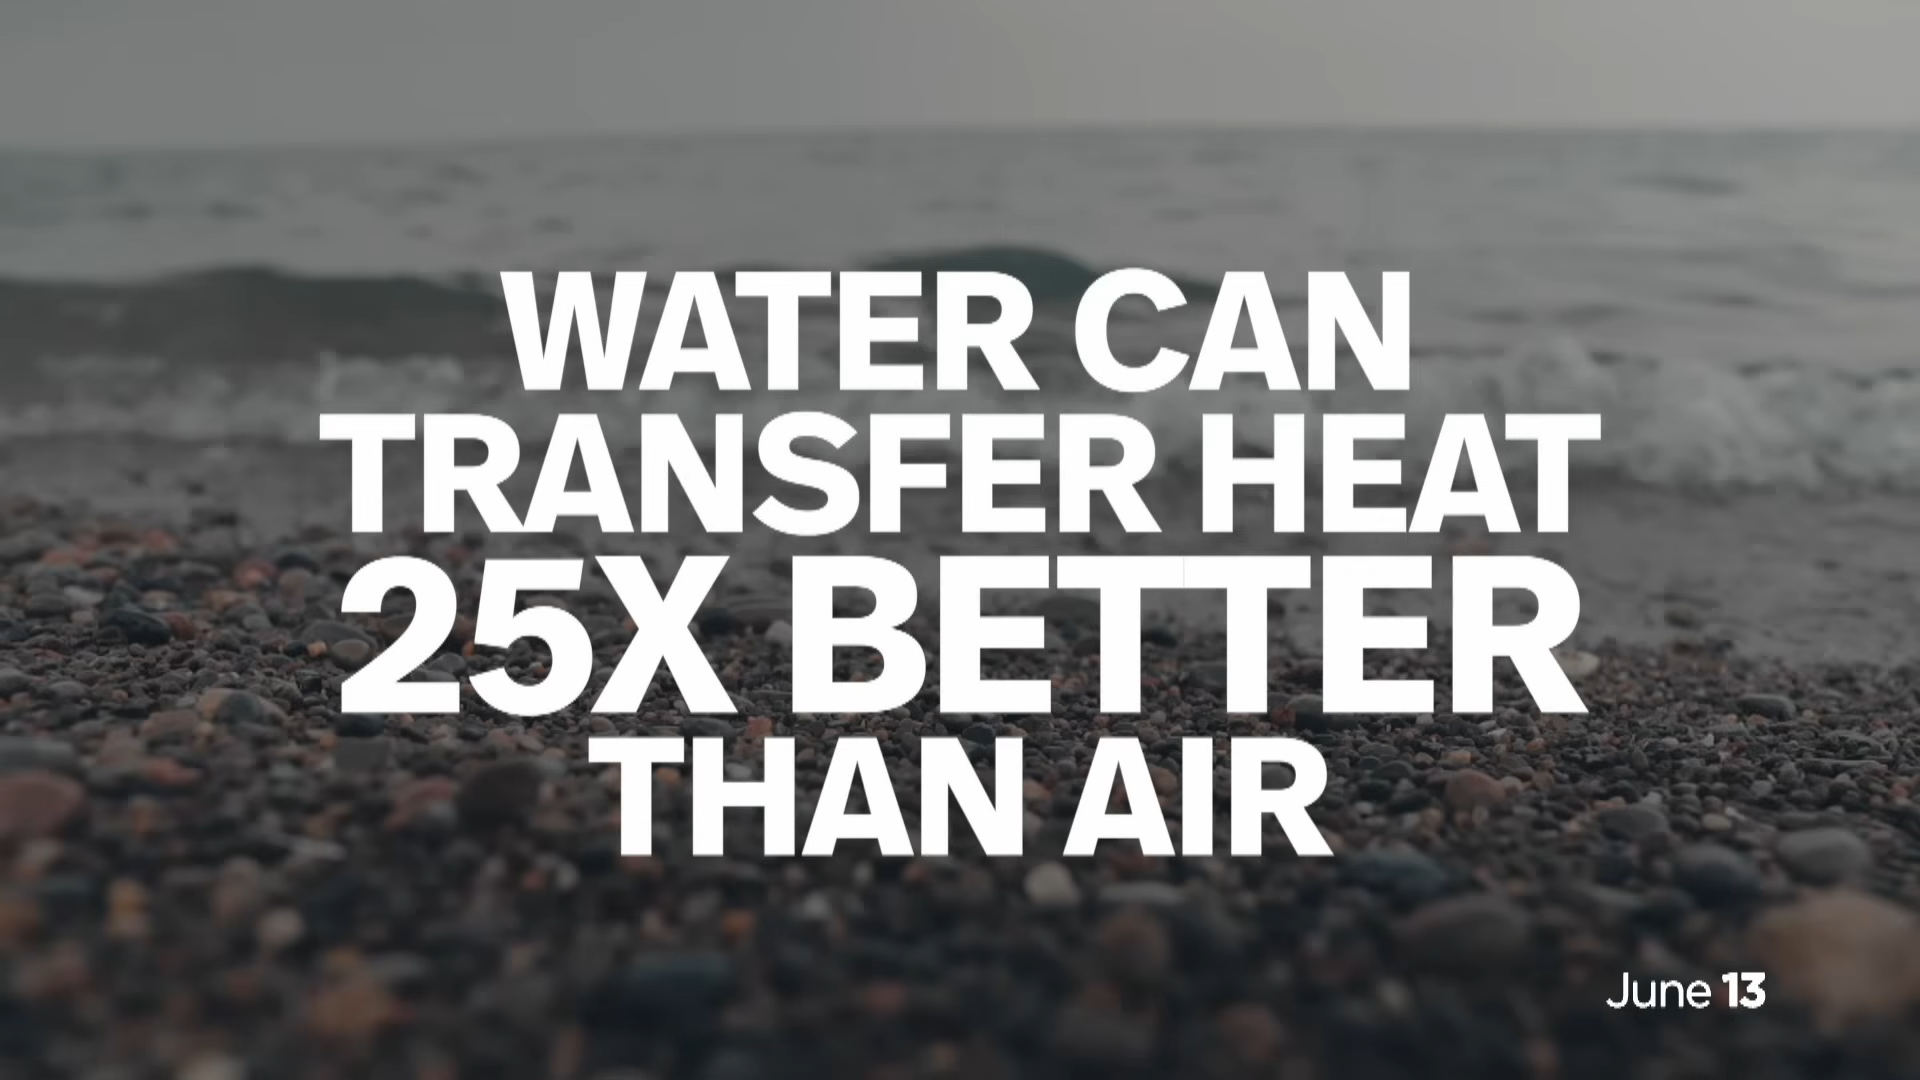 WATER CAN
TRANSFER HEAT
25X BETTER
THAN AIR
June 13